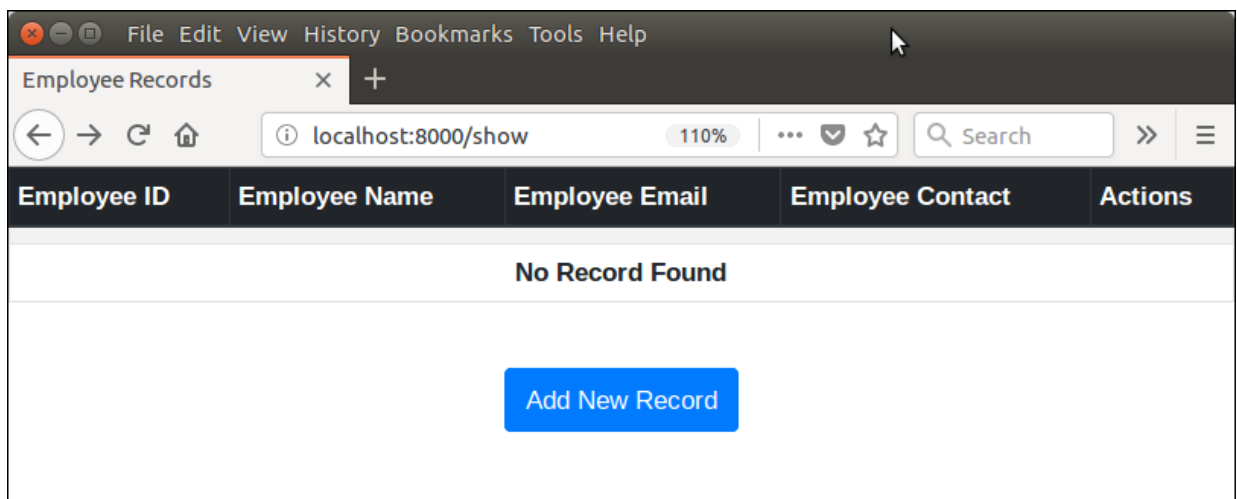 File Edit View History Bookmarks Tools Help
Employee Records
localhost:8000/show 110% Search
Employee ID Employee Name Employee Email Employee Contact Actions
No Record Found
Add New Record